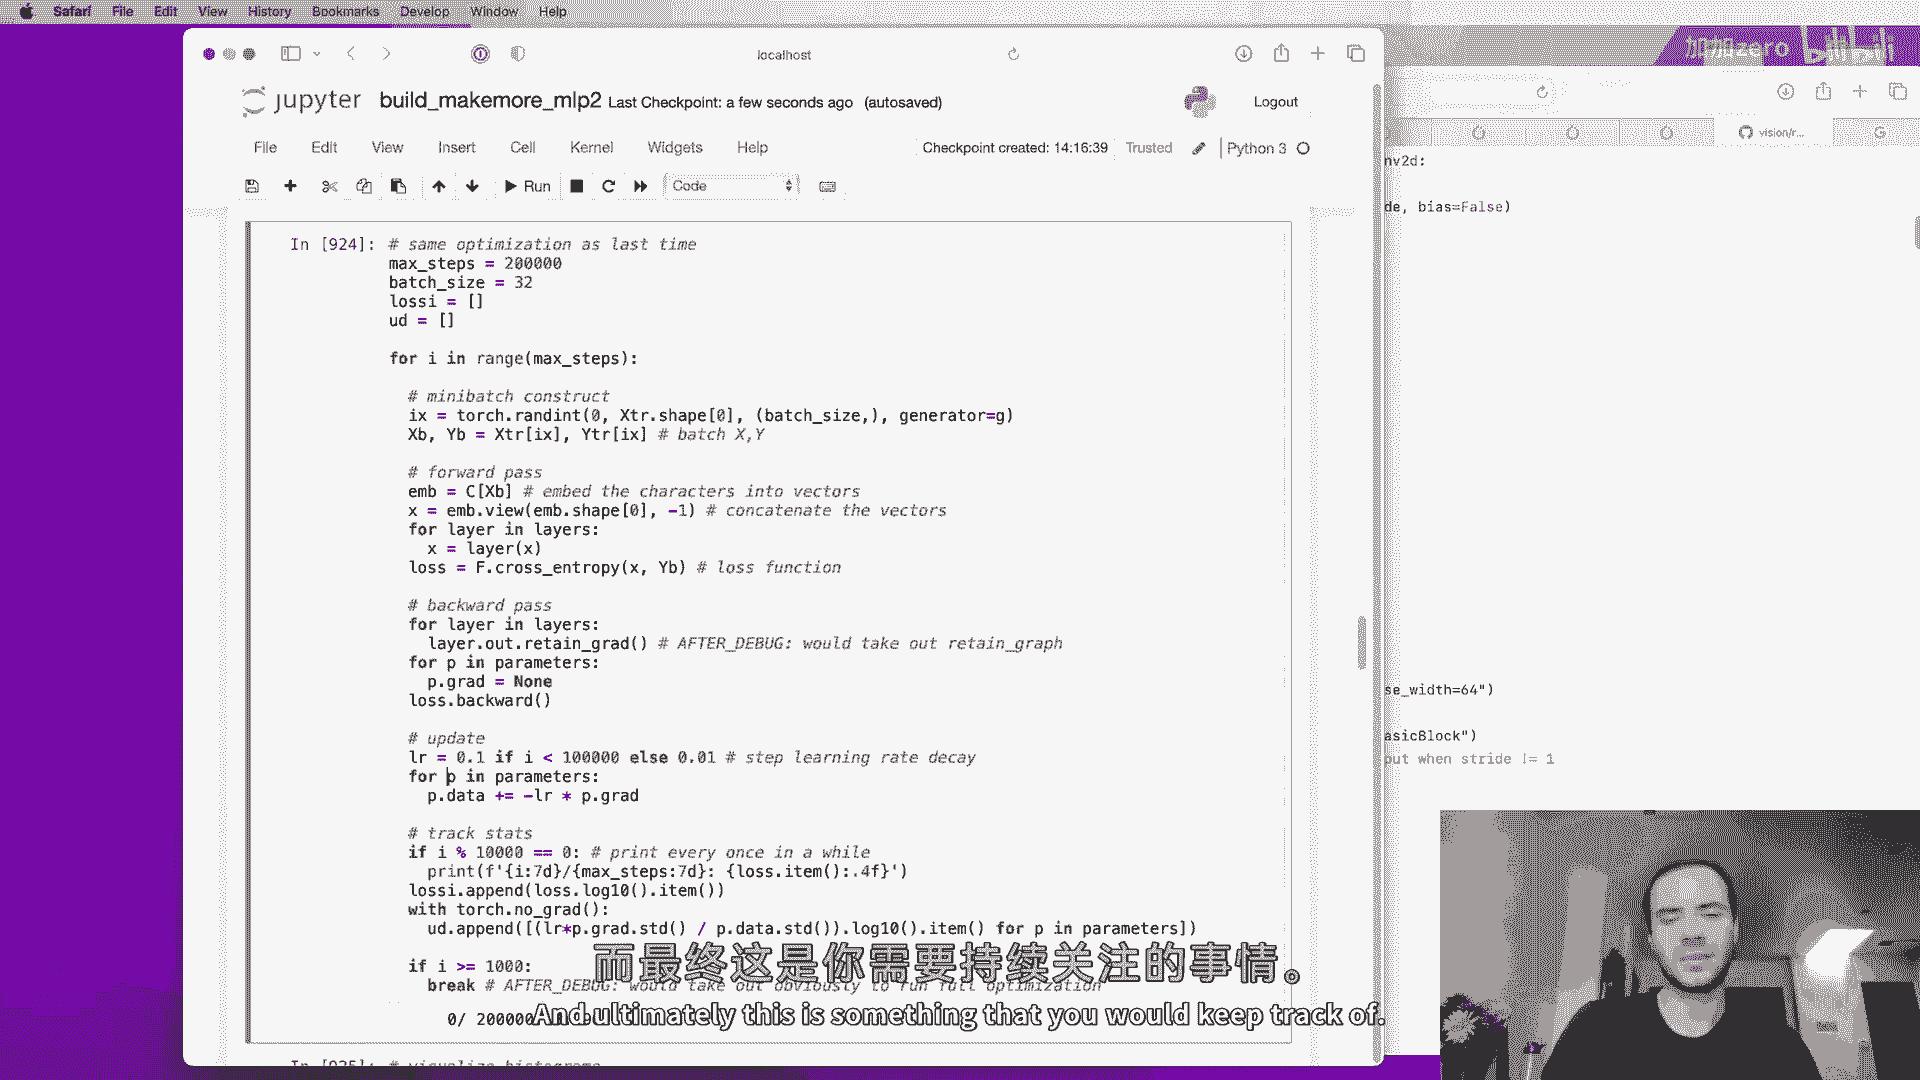 Safari File Edit View History Bookmarks Develop Window Help
加加zero bilibili
localhost
jupyter build_makemore_mlp2 Last Checkpoint: a few seconds ago (autosaved)
Logout
File Edit View Insert Cell Kernel Widgets Help
Checkpoint created: 14:16:39 Trusted Python 3
Run Code
In [924]: # same optimization as last time
max_steps = 200000
batch_size = 32
lossi = []
ud = []
for i in range(max_steps):
# minibatch construct
ix = torch.randint(0, Xtr.shape[0], (batch_size,), generator=g)
Xb, Yb = Xtr[ix], Ytr[ix] # batch X,Y
# forward pass
emb = C[Xb] # embed the characters into vectors
x = emb.view(emb.shape[0], -1) # concatenate the vectors
for layer in layers:
x = layer(x)
loss = F.cross_entropy(x, Yb) # loss function
# backward pass
for layer in layers:
layer.out.retain_grad() # AFTER_DEBUG: would take out retain_graph
for p in parameters:
p.grad = None
loss.backward()
# update
lr = 0.1 if i < 100000 else 0.01 # step learning rate decay
for p in parameters:
p.data += -lr * p.grad
# track stats
if i % 10000 == 0: # print every once in a while
print(f'{i:7d}/{max_steps:7d}: {loss.item():.4f}')
lossi.append(loss.log10().item())
with torch.no_grad():
ud.append([(lr*p.grad.std() / p.data.std()).log10().item() for p in parameters])
if i >= 1000:
break # AFTER_DEBUG: would take out obviously to run full optimization
0/ 200000
In [925]: # visualize histograms
vision/r...
nv2d:
de, bias=False)
se_width=64")
asicBlock")
put when stride != 1
而最终这是你需要持续关注的事情。
And ultimately this is something that you would keep track of.